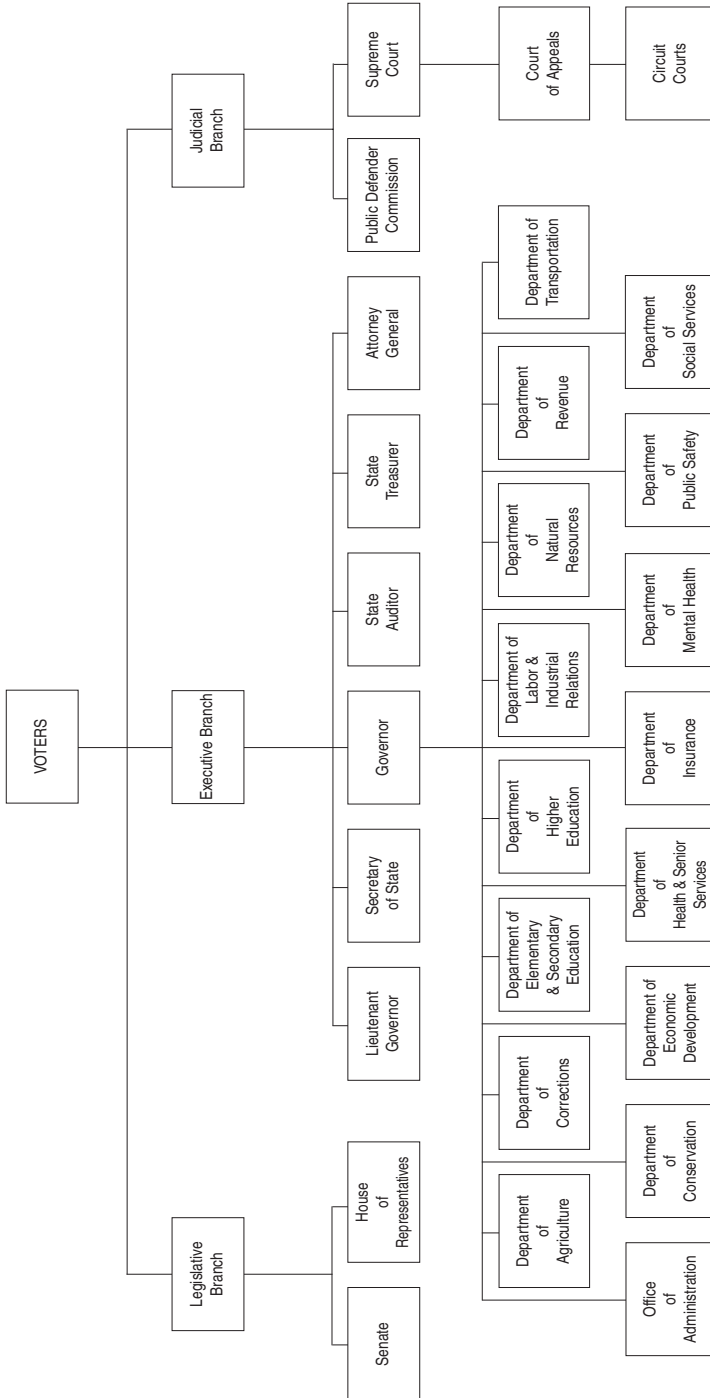 VOTERS
Legislative Branch
Executive Branch
Judicial
Branch
Senate
House
of
Representatives
Lieutenant
Governor
Secretary
of State
Governor
State
Auditor
State
Treasurer
Attorney
General
Public Defender
Commission
Supreme
Court
Department
of
Agriculture
Department
of
Corrections
Department of
Elementary
& Secondary
Education
Department
of
Higher
Education
Department of
Labor &
Industrial
Relations
Department
of
Natural
Resources
Department
of
Revenue
Department of
Transportation
Court
of Appeals
Office
of
Administration
Department
of
Conservation
Department of
Economic
Development
Department
of
Health & Senior
Services
Department
of
Insurance
Department
of
Mental Health
Department
of
Public Safety
Department
of
Social Services
Circuit
Courts